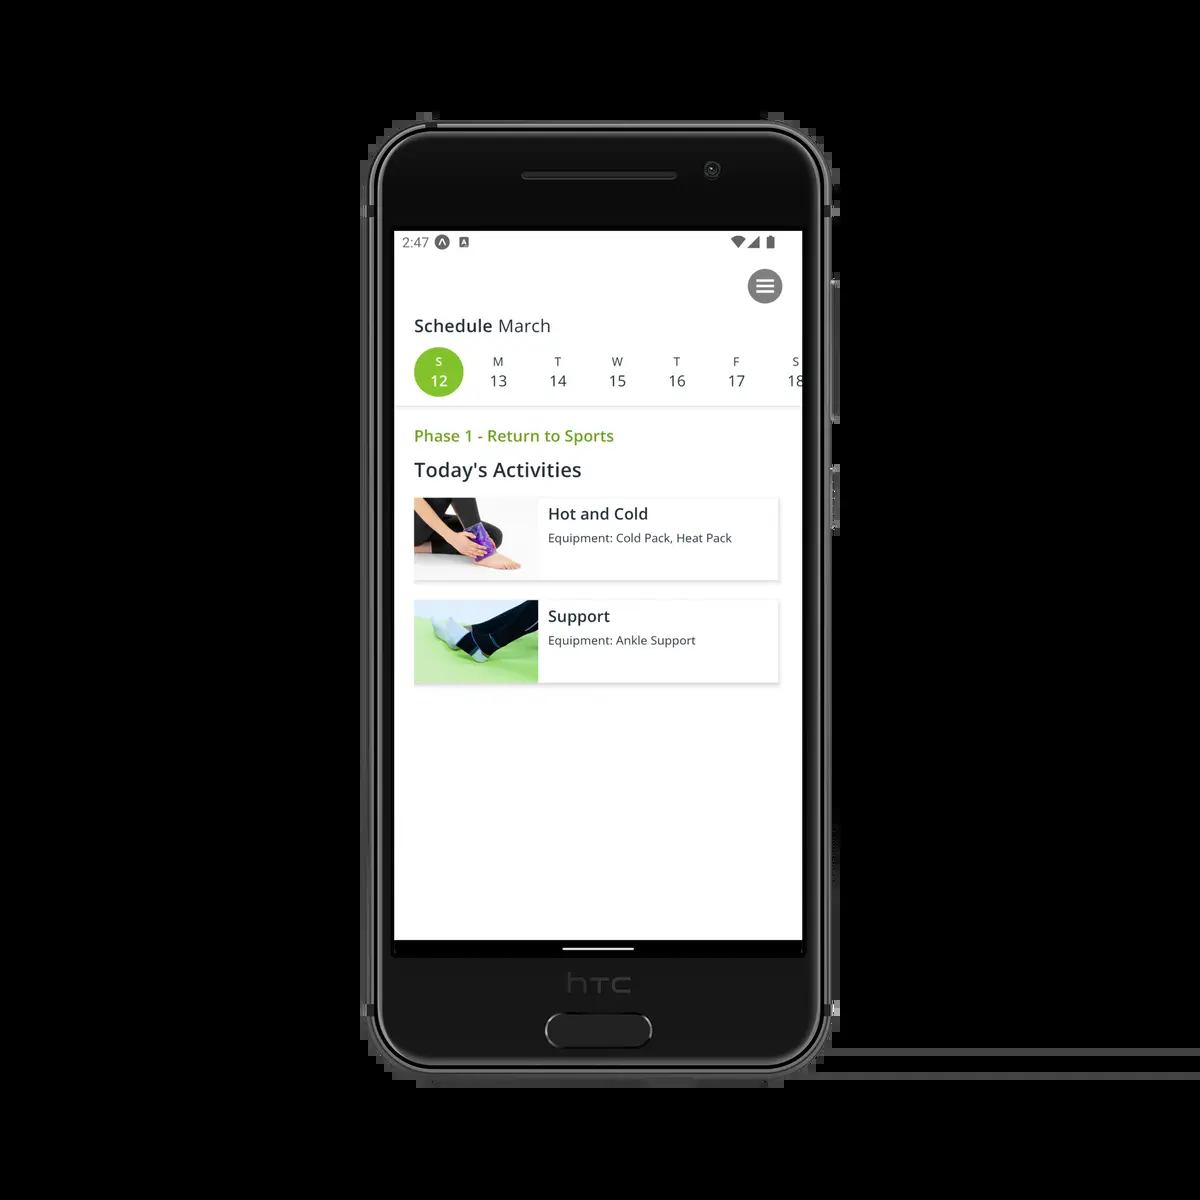 2:47
Schedule March
S M T W T F S
12 13 14 15 16 17 18
Phase 1 - Return to Sports
Today's Activities
Hot and Cold
Equipment: Cold Pack, Heat Pack
Support
Equipment: Ankle Support
hTC